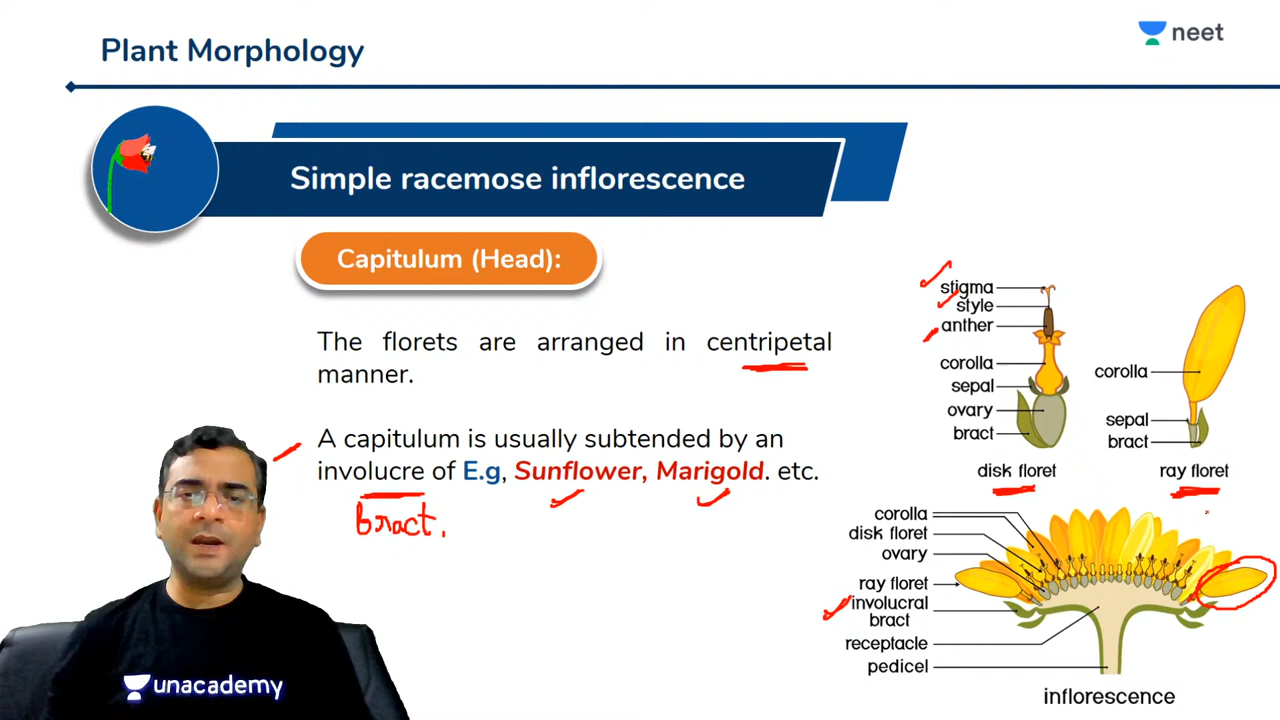 Plant Morphology
neet
Simple racemose inflorescence
Capitulum (Head):
The florets are arranged in centripetal
manner.
A capitulum is usually subtended by an
involucre of E.g, Sunflower, Marigold. etc.
bract.
stigma
style
anther
corolla
sepal
ovary
bract
disk floret
corolla
sepal
bract
ray floret
corolla
disk floret
ovary
ray floret
involucral
bract
receptacle
pedicel
inflorescence
unacademy